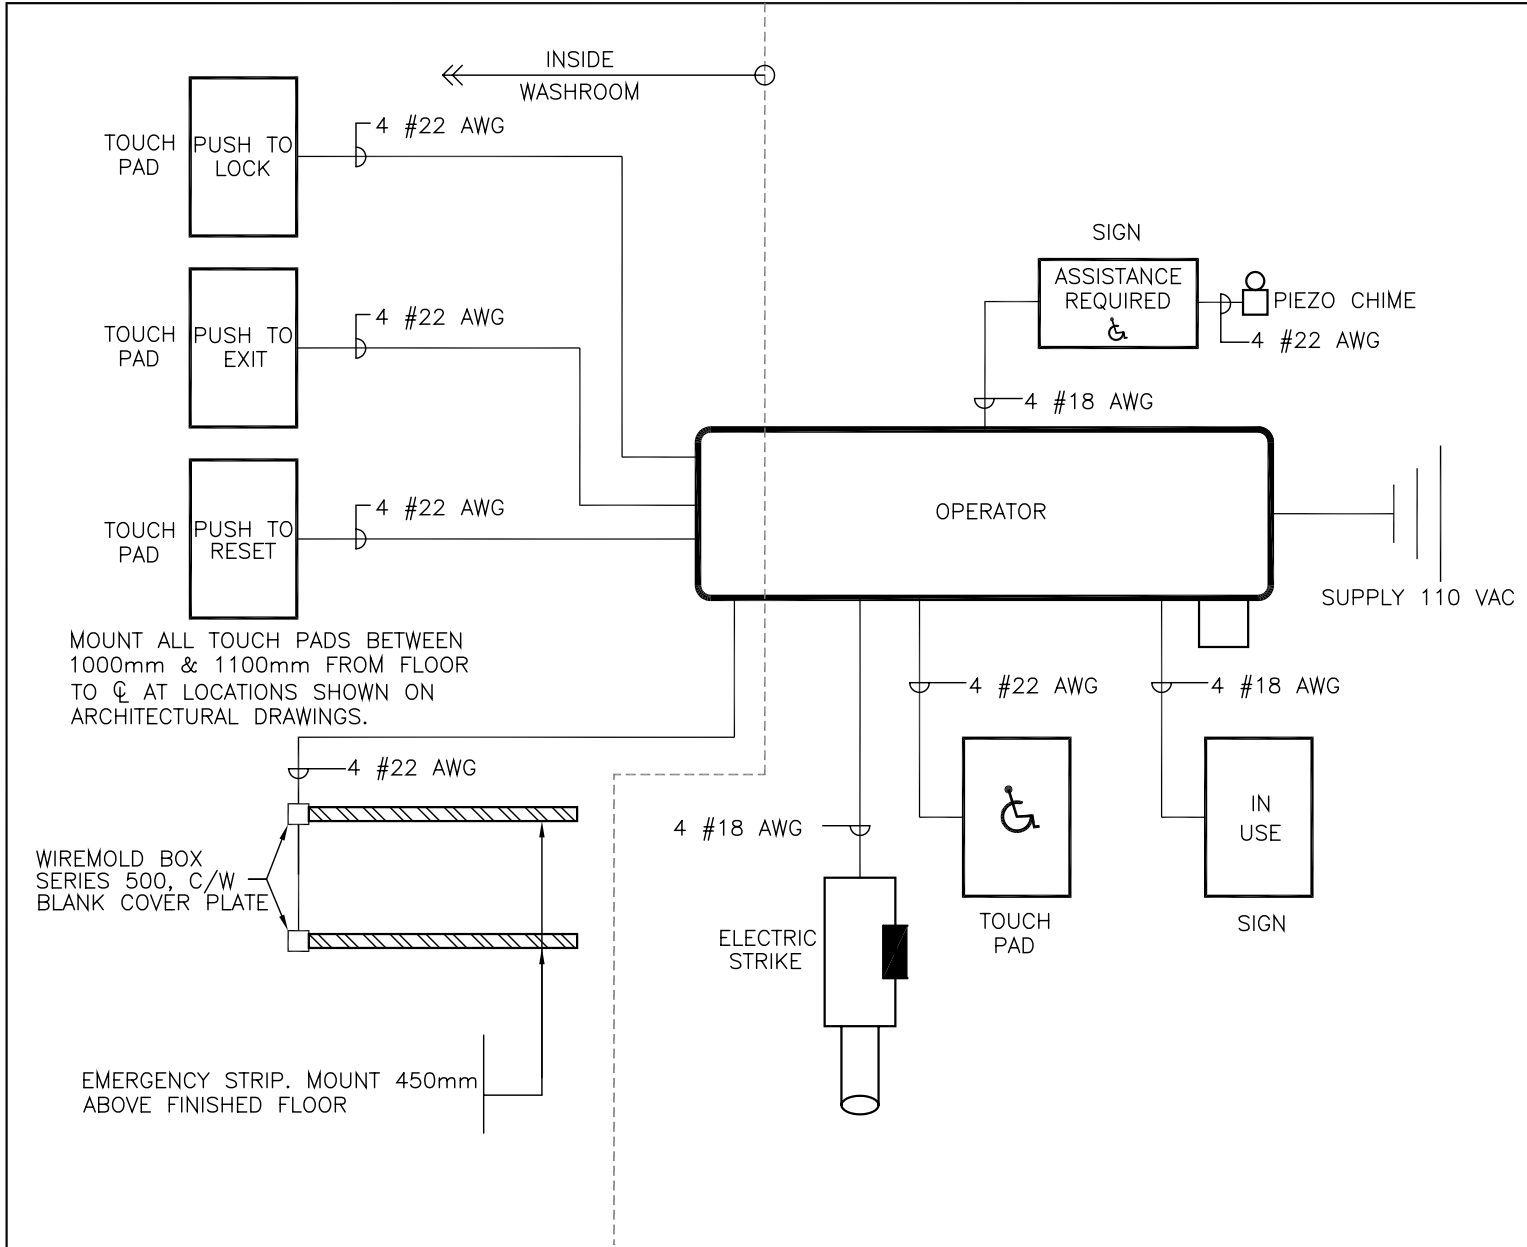 INSIDE
WASHROOM
4 #22 AWG
TOUCH
PAD
PUSH TO
LOCK
SIGN
ASSISTANCE
REQUIRED
PIEZO CHIME
4 #22 AWG
4 #22 AWG
TOUCH
PAD
PUSH TO
EXIT
4 #18 AWG
4 #22 AWG
TOUCH
PAD
PUSH TO
RESET
OPERATOR
SUPPLY 110 VAC
MOUNT ALL TOUCH PADS BETWEEN
1000mm & 1100mm FROM FLOOR
TO ℄ AT LOCATIONS SHOWN ON
ARCHITECTURAL DRAWINGS.
4 #22 AWG
4 #18 AWG
4 #22 AWG
4 #18 AWG
IN
USE
WIREMOLD BOX
SERIES 500, C/W
BLANK COVER PLATE
ELECTRIC
STRIKE
TOUCH
PAD
SIGN
EMERGENCY STRIP. MOUNT 450mm
ABOVE FINISHED FLOOR